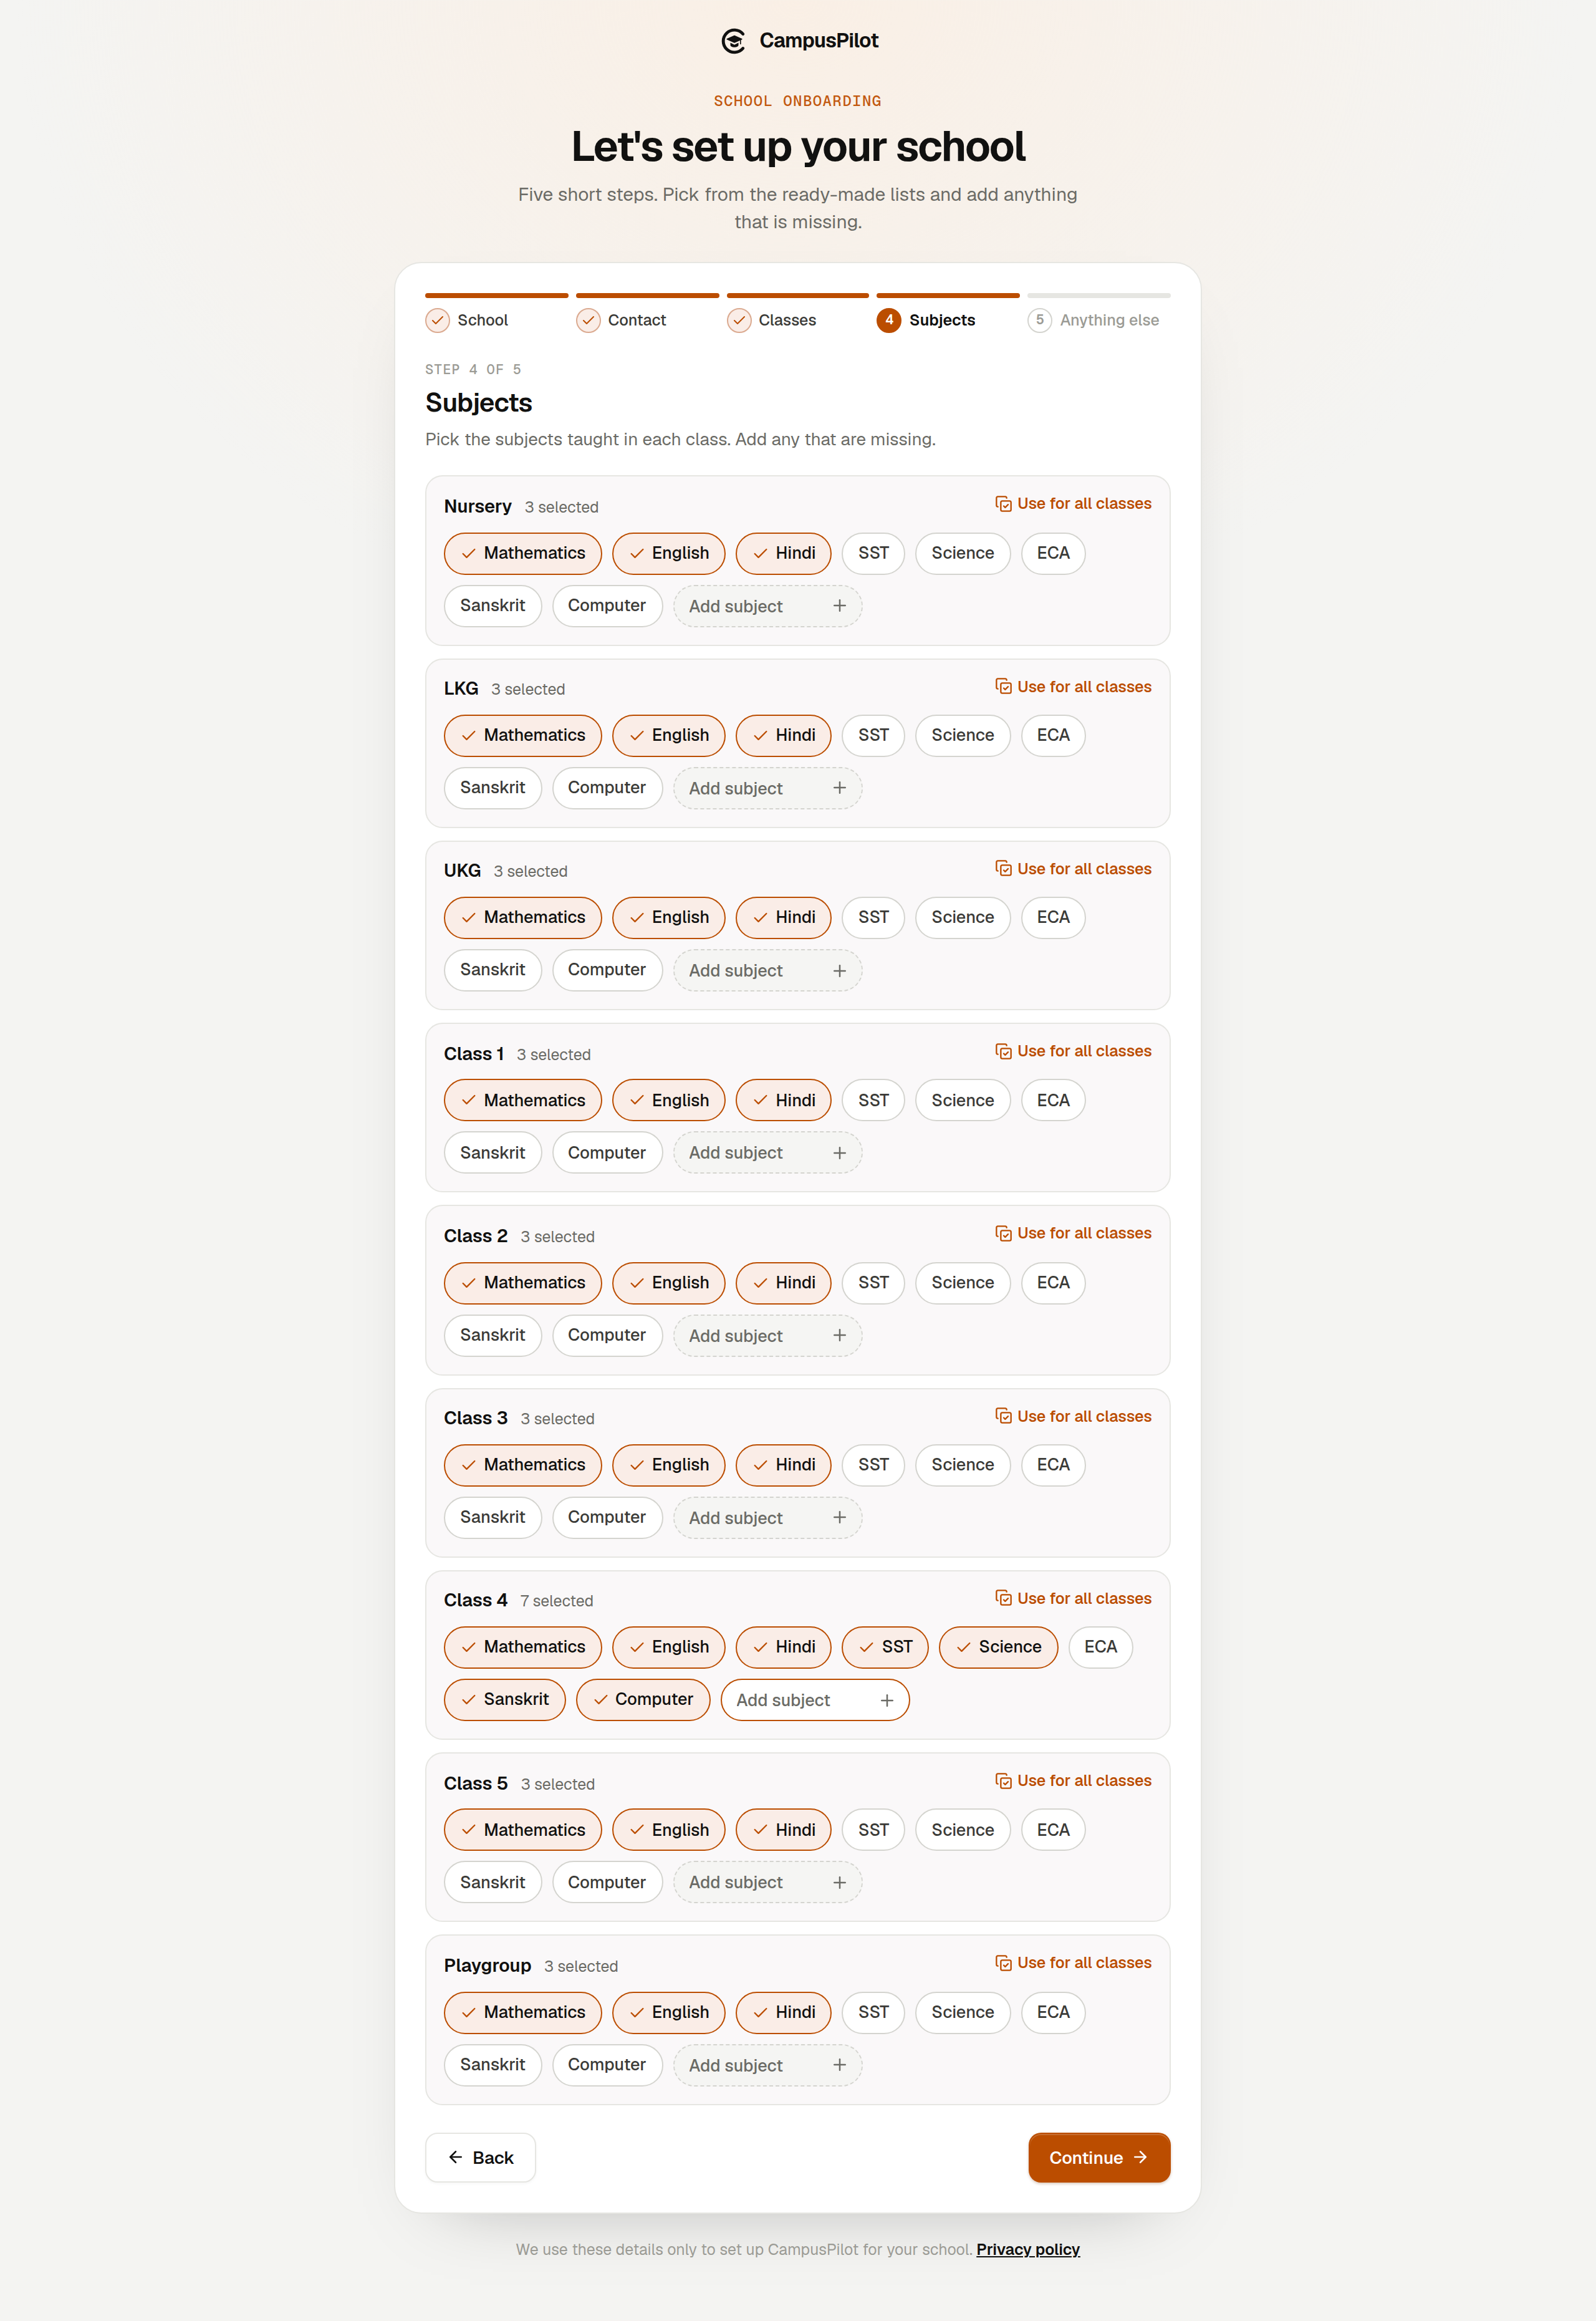 CampusPilot
SCHOOL ONBOARDING
Let's set up your school
Five short steps. Pick from the ready-made lists and add anything
that is missing.
School Contact Classes 4 Subjects 5 Anything else
STEP 4 OF 5
Subjects
Pick the subjects taught in each class. Add any that are missing.
Nursery 3 selected Use for all classes
Mathematics English Hindi SST Science ECA
Sanskrit Computer Add subject +
LKG 3 selected Use for all classes
Mathematics English Hindi SST Science ECA
Sanskrit Computer Add subject +
UKG 3 selected Use for all classes
Mathematics English Hindi SST Science ECA
Sanskrit Computer Add subject +
Class 1 3 selected Use for all classes
Mathematics English Hindi SST Science ECA
Sanskrit Computer Add subject +
Class 2 3 selected Use for all classes
Mathematics English Hindi SST Science ECA
Sanskrit Computer Add subject +
Class 3 3 selected Use for all classes
Mathematics English Hindi SST Science ECA
Sanskrit Computer Add subject +
Class 4 7 selected Use for all classes
Mathematics English Hindi SST Science ECA
Sanskrit Computer Add subject +
Class 5 3 selected Use for all classes
Mathematics English Hindi SST Science ECA
Sanskrit Computer Add subject +
Playgroup 3 selected Use for all classes
Mathematics English Hindi SST Science ECA
Sanskrit Computer Add subject +
← Back Continue →
We use these details only to set up CampusPilot for your school. Privacy policy